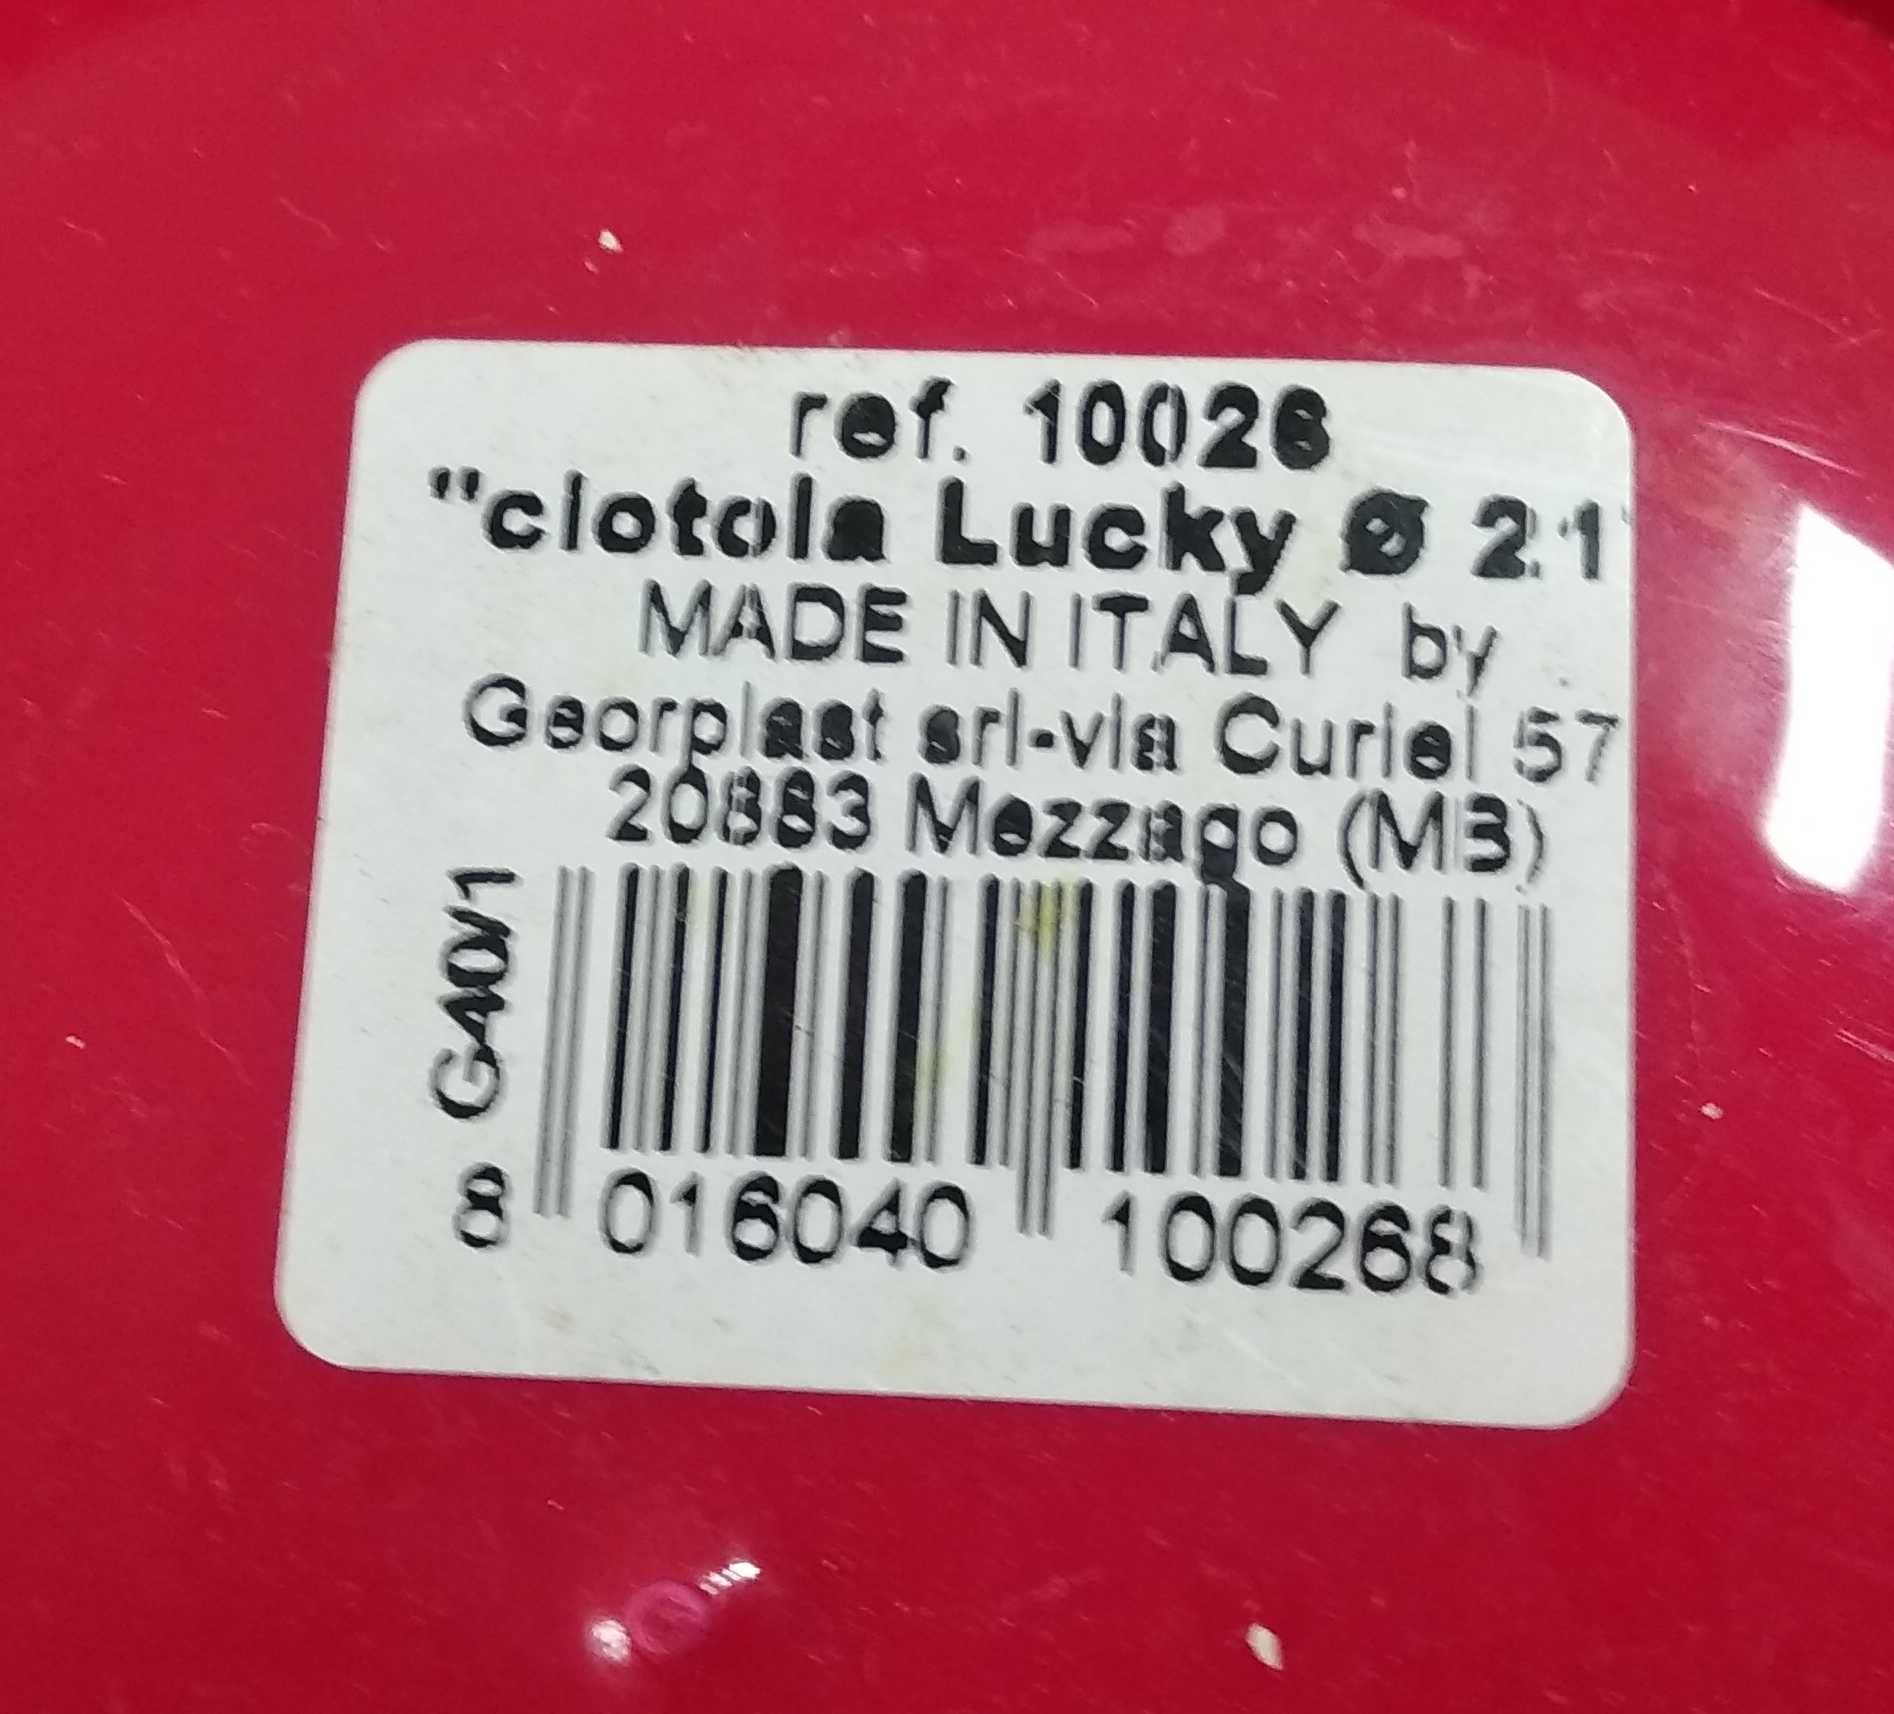 ref. 10026
"ciotola Lucky Ø 21
MADE IN ITALY by
Georplast srl-via Curiel 57
20883 Mezzago (MB)
G40/1
8 016040 100268